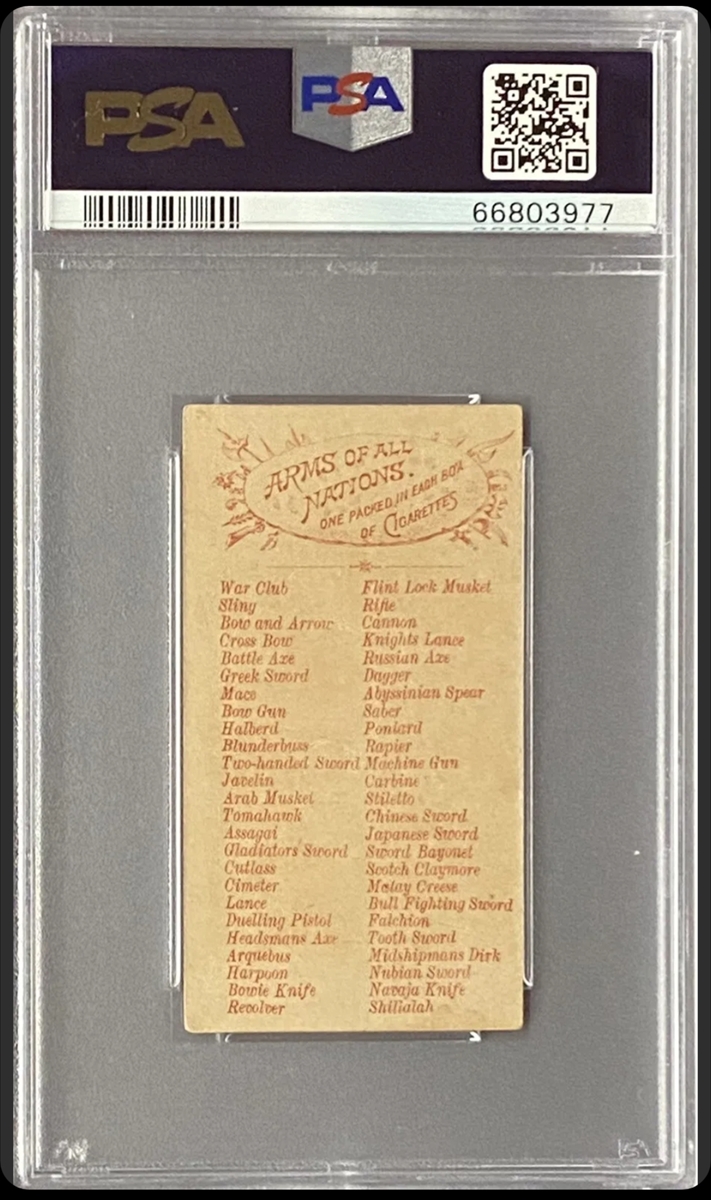 PSA
PSA
66803977
ARMS OF ALL
NATIONS.
ONE PACKED IN EACH BOX
OF CIGARETTES
War Club
Sling
Bow and Arrow
Cross Bow
Battle Axe
Greek Sword
Mace
Bow Gun
Halberd
Blunderbuss
Two-handed Sword
Javelin
Arab Musket
Tomahawk
Assagai
Gladiators Sword
Cutlass
Cimeter
Lance
Duelling Pistol
Headsmans Axe
Arquebus
Harpoon
Bowie Knife
Revolver
Flint Lock Musket
Rifle
Cannon
Knights Lance
Russian Axe
Dagger
Abyssinian Spear
Saber
Poniard
Rapier
Machine Gun
Carbine
Stiletto
Chinese Sword
Japanese Sword
Sword Bayonet
Scotch Claymore
Malay Creese
Bull Fighting Sword
Falchion
Tooth Sword
Midshipmans Dirk
Nubian Sword
Navaja Knife
Shilialah